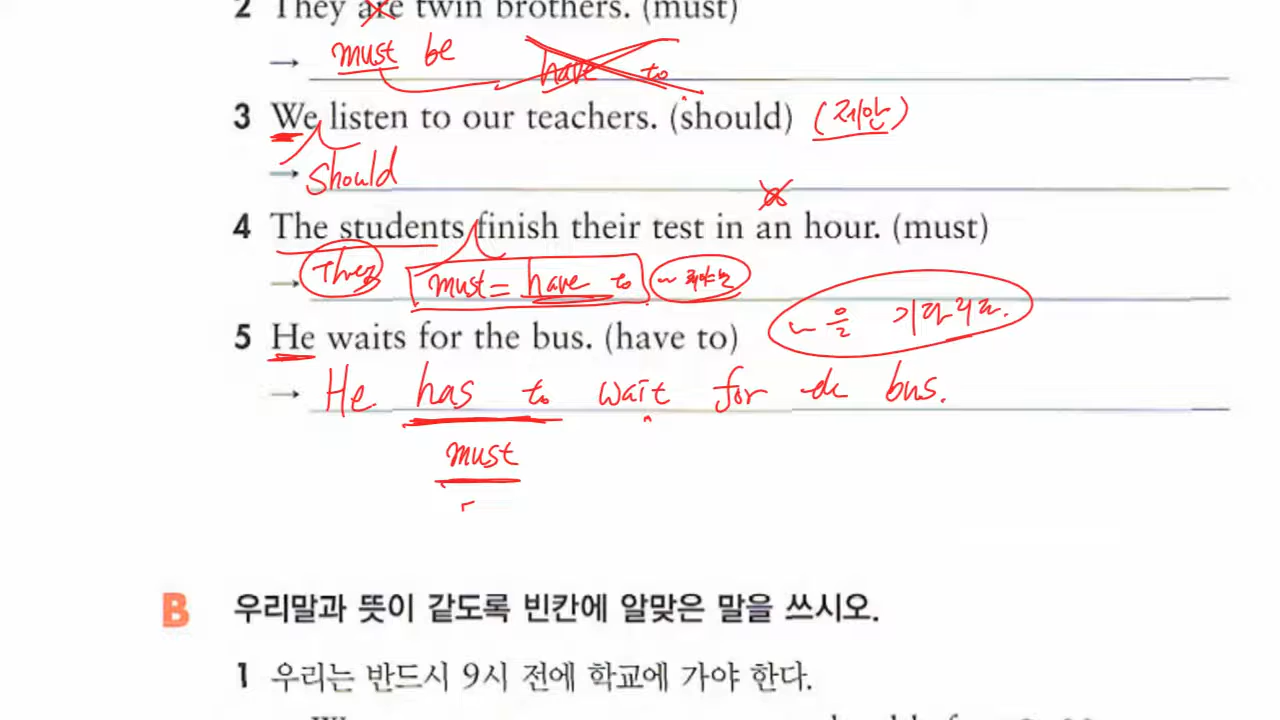 2 They are twin brothers. (must)
→ must be have to
3 We listen to our teachers. (should) (제안)
→ should
4 The students finish their test in an hour. (must)
→ They must = have to ~해야만
5 He waits for the bus. (have to) ~을 기다리다.
→ He has to wait for the bus.
must
B 우리말과 뜻이 같도록 빈칸에 알맞은 말을 쓰시오.
1 우리는 반드시 9시 전에 학교에 가야 한다.